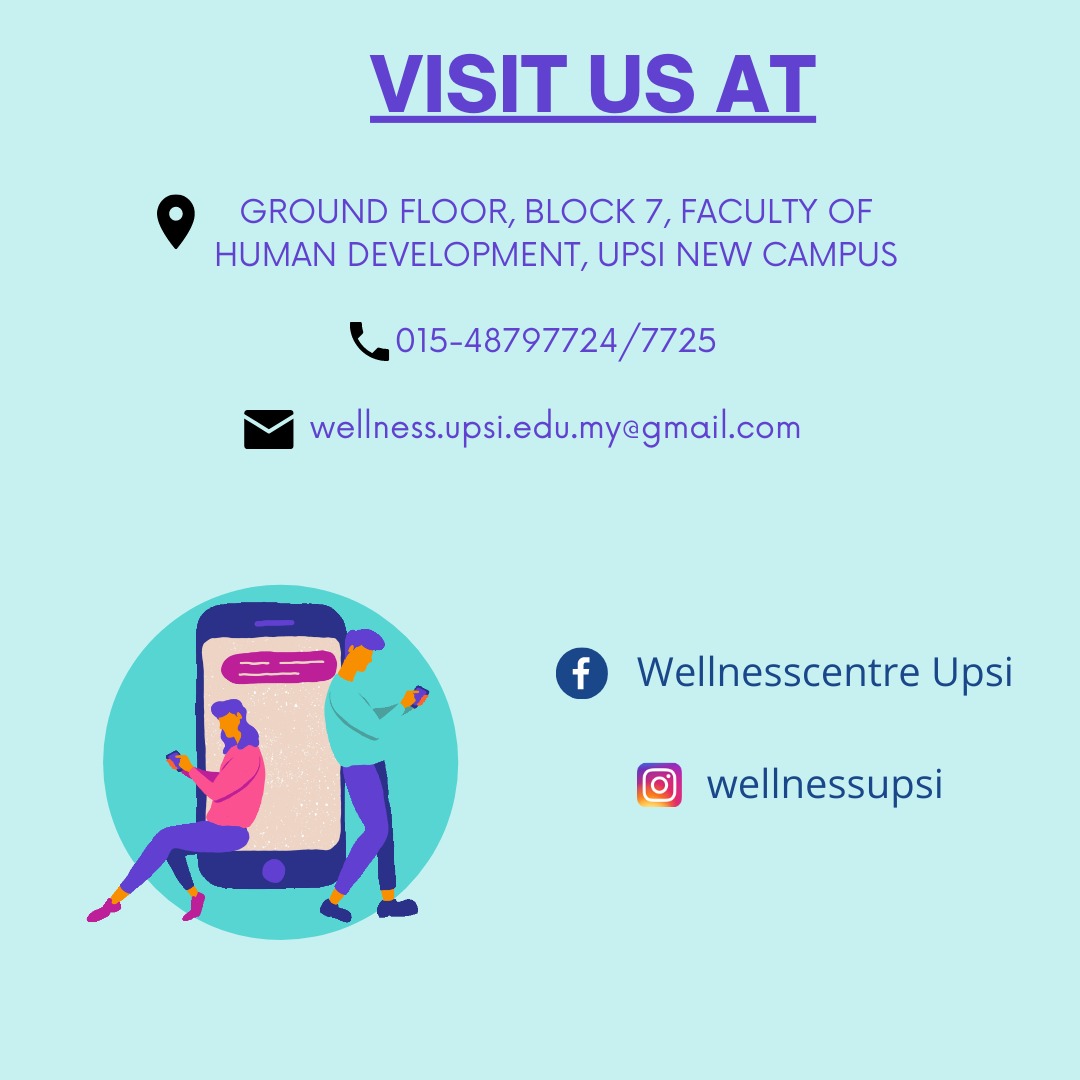 VISIT US AT
GROUND FLOOR, BLOCK 7, FACULTY OF
HUMAN DEVELOPMENT, UPSI NEW CAMPUS
015-48797724/7725
wellness.upsi.edu.my@gmail.com
Wellnesscentre Upsi
wellnessupsi